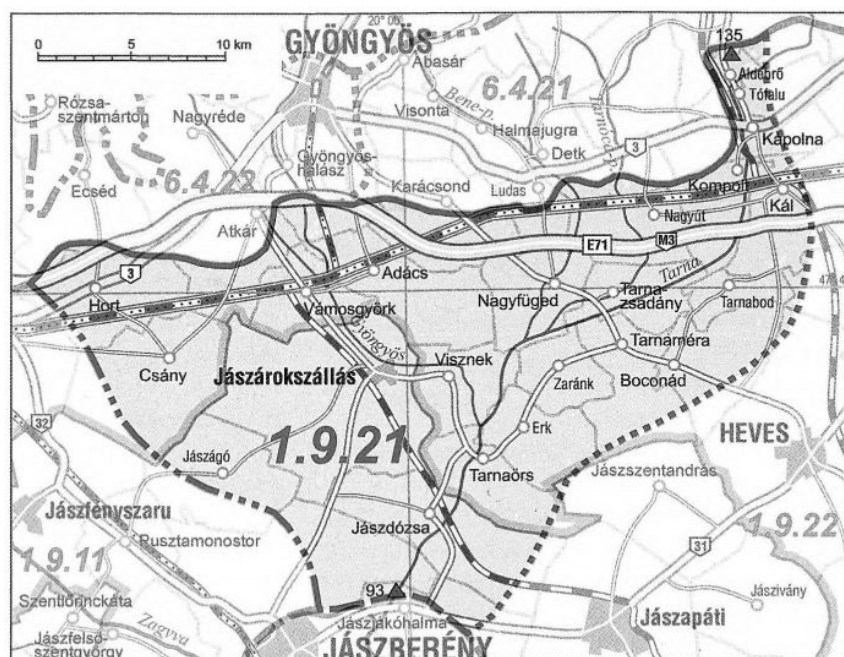 20° 00'
0 5 10 km
GYÖNGYÖS
135
Abasár
Aldebrő
Tófalu
6.4.21
Rózsa-
szentmárton
Nagyréde
Visonta
Bene-p.
Halmajugra
Tarnóca-p.
Kápolna
3
Detk
Gyöngyös-
halász
Ecséd
6.4.22
Karácsond
Ludas
Kompolt
Kál
Nagyút
Atkár
E71
M3
3
Adács
Tarna
Hort
Vámosgyörk
Nagyfüged
Tarna-
zsadány
Tarnabod
Gyöngyös
Tarnaméra
Csány
Visznek
Jászárokszállás
Zaránk
Boconád
32
1.9.21
Erk
HEVES
Jászágó
Tarnaörs
Jászszentandrás
Jászfényszaru
Jászdózsa
1.9.22
Pusztamonostor
31
1.9.11
93
Szentlőrinckáta
Jászivány
Zagyva
Jászjákóhalma
Jászapáti
Jászfelső-
szentgyörgy
JÁSZBERÉNY